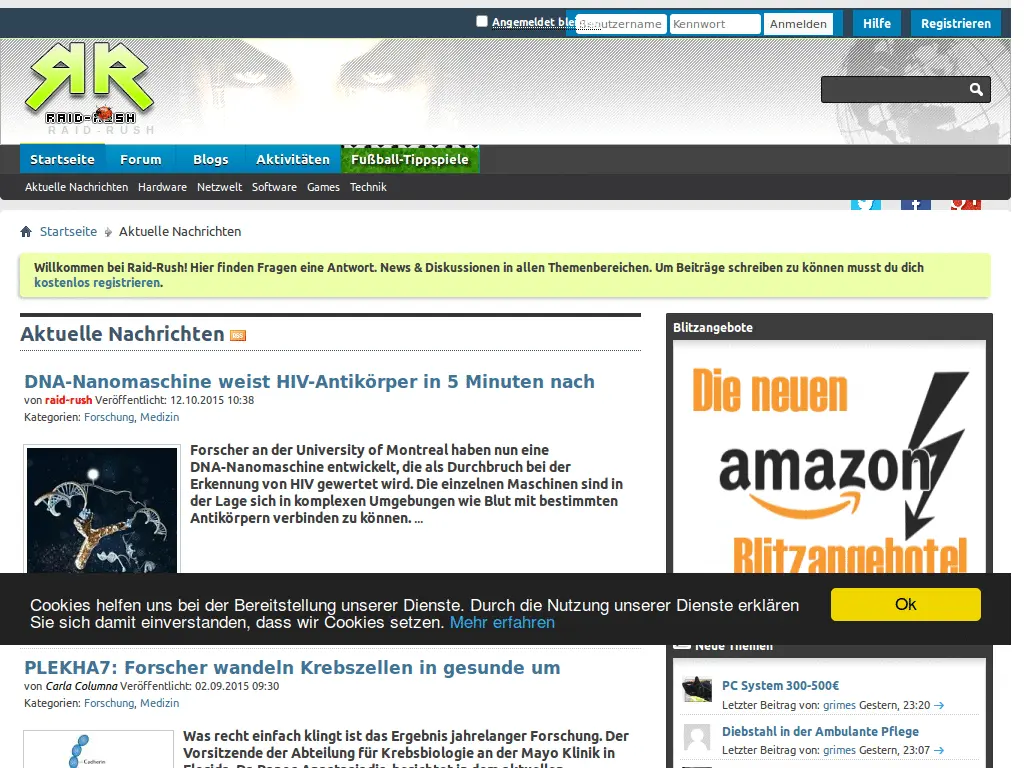 Angemeldet
Benutzername
Kennwort
Anmelden
Hilfe
Registrieren
RAID-RUSH
RAID-RUSH
Startseite
Forum
Blogs
Aktivitäten
Fußball-Tippspiele
Aktuelle Nachrichten
Hardware
Netzwelt
Software
Games
Technik
Startseite
Aktuelle Nachrichten
Willkommen bei Raid-Rush! Hier finden Fragen eine Antwort. News & Diskussionen in allen Themenbereichen. Um Beiträge schreiben zu können musst du dich
kostenlos registrieren.
Aktuelle Nachrichten
DNA-Nanomaschine weist HIV-Antikörper in 5 Minuten nach
von raid-rush Veröffentlicht: 12.10.2015 10:38
Kategorien: Forschung, Medizin
Forscher an der University of Montreal haben nun eine
DNA-Nanomaschine entwickelt, die als Durchbruch bei der
Erkennung von HIV gewertet wird. Die einzelnen Maschinen sind in
der Lage sich in komplexen Umgebungen wie Blut mit bestimmten
Antikörpern verbinden zu können. ...
Blitzangebote
Die neuen
amazon
Blitzangebote!
Cookies helfen uns bei der Bereitstellung unserer Dienste. Durch die Nutzung unserer Dienste erklären
Sie sich damit einverstanden, dass wir Cookies setzen. Mehr erfahren
Ok
PLEKHA7: Forscher wandeln Krebszellen in gesunde um
von Carla Columna Veröffentlicht: 02.09.2015 09:30
Kategorien: Forschung, Medizin
Was recht einfach klingt ist das Ergebnis jahrelanger Forschung. Der
Vorsitzende der Abteilung für Krebsbiologie an der Mayo Klinik in
Neue Themen
PC System 300-500€
Letzter Beitrag von: grimes Gestern, 23:20
Diebstahl in der Ambulante Pflege
Letzter Beitrag von: grimes Gestern, 23:07